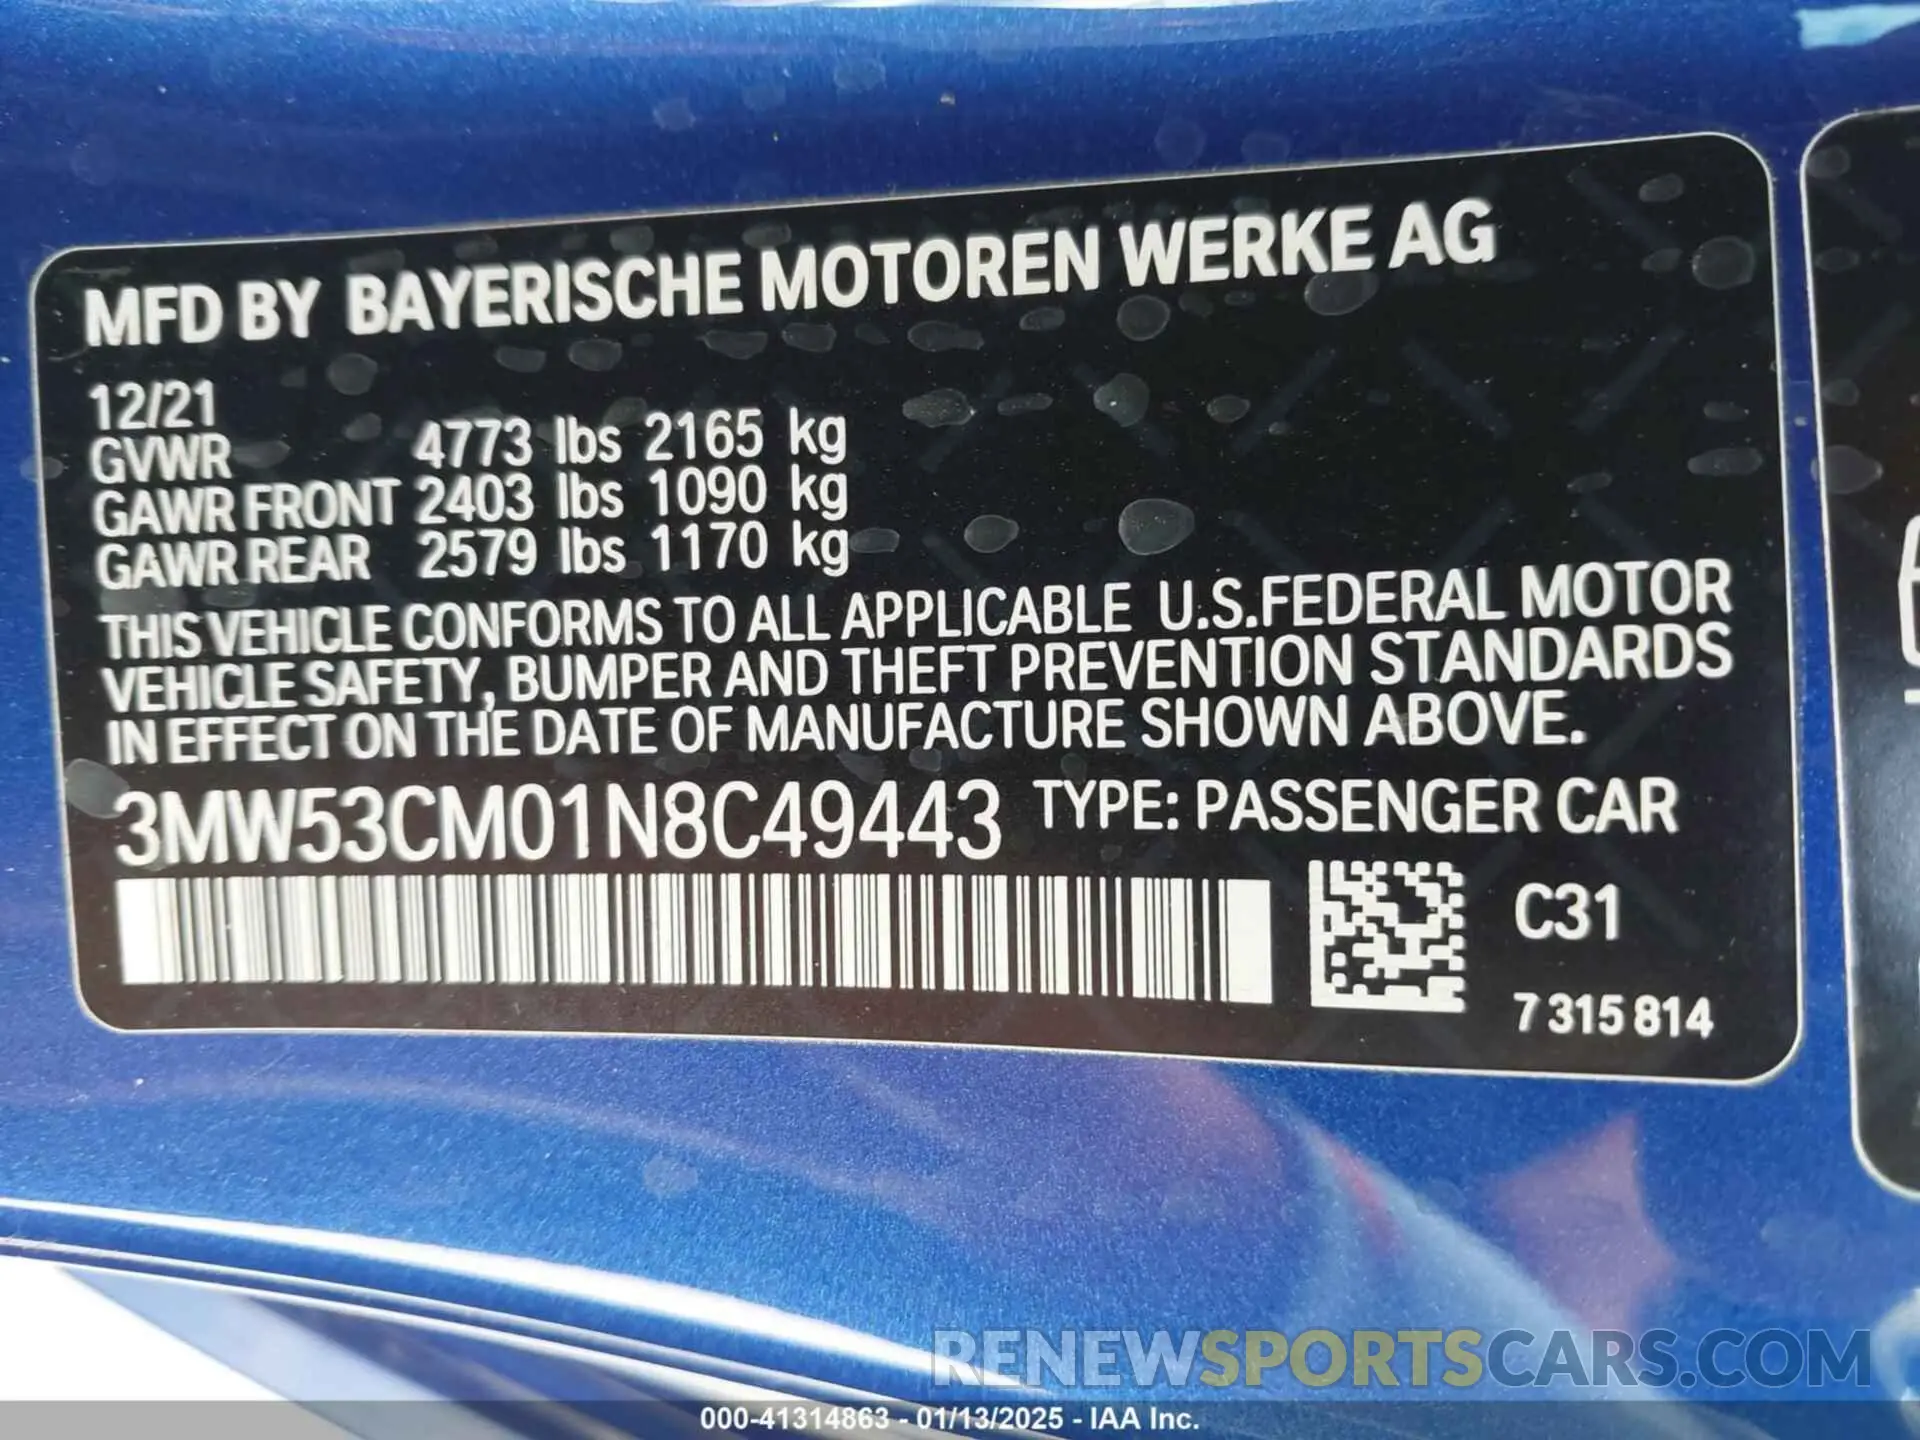 MFD BY BAYERISCHE MOTOREN WERKE AG
12/21
GVWR 4773 lbs 2165 kg
GAWR FRONT 2403 lbs 1090 kg
GAWR REAR 2579 lbs 1170 kg
THIS VEHICLE CONFORMS TO ALL APPLICABLE U.S.FEDERAL MOTOR
VEHICLE SAFETY, BUMPER AND THEFT PREVENTION STANDARDS
IN EFFECT ON THE DATE OF MANUFACTURE SHOWN ABOVE.
3MW53CM01N8C49443 TYPE: PASSENGER CAR
C31
7 315 814
RENEWSPORTSCARS.COM
000-41314863 - 01/13/2025 - IAA Inc.